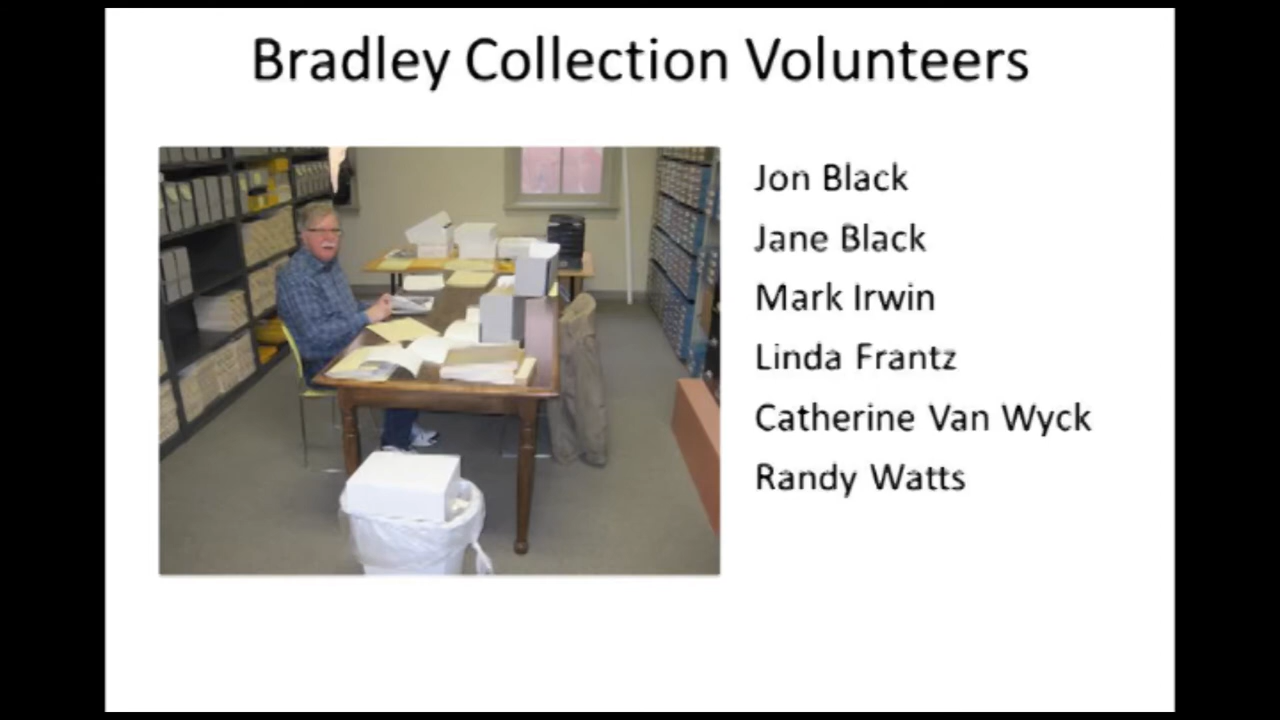 Bradley Collection Volunteers
Jon Black
Jane Black
Mark Irwin
Linda Frantz
Catherine Van Wyck
Randy Watts